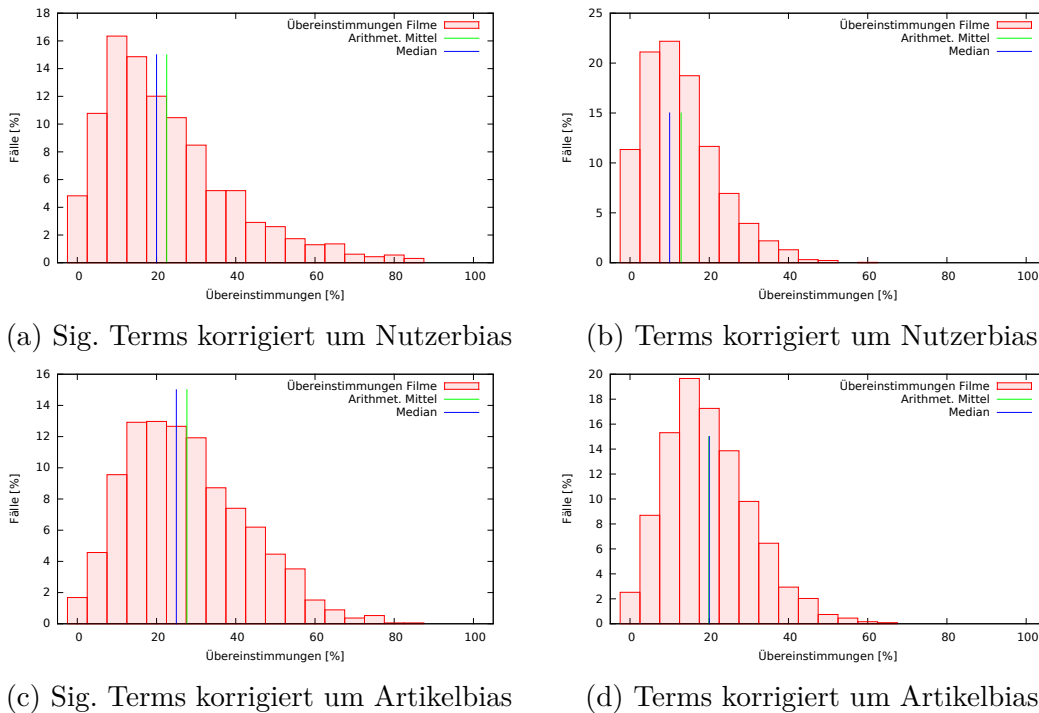 16
14
12
10
8
6
4
2
0
Fälle [%]
0 20 40 60 80 100
Übereinstimmungen [%]
Übereinstimmungen Filme
Arithmet. Mittel
Median
25
20
15
10
5
0
Fälle [%]
0 20 40 60 80 100
Übereinstimmungen [%]
Übereinstimmungen Filme
Arithmet. Mittel
Median
(a) Sig. Terms korrigiert um Nutzerbias
(b) Terms korrigiert um Nutzerbias
16
14
12
10
8
6
4
2
0
Fälle [%]
0 20 40 60 80 100
Übereinstimmungen [%]
Übereinstimmungen Filme
Arithmet. Mittel
Median
20
18
16
14
12
10
8
6
4
2
0
Fälle [%]
0 20 40 60 80 100
Übereinstimmungen [%]
Übereinstimmungen Filme
Arithmet. Mittel
Median
(c) Sig. Terms korrigiert um Artikelbias
(d) Terms korrigiert um Artikelbias